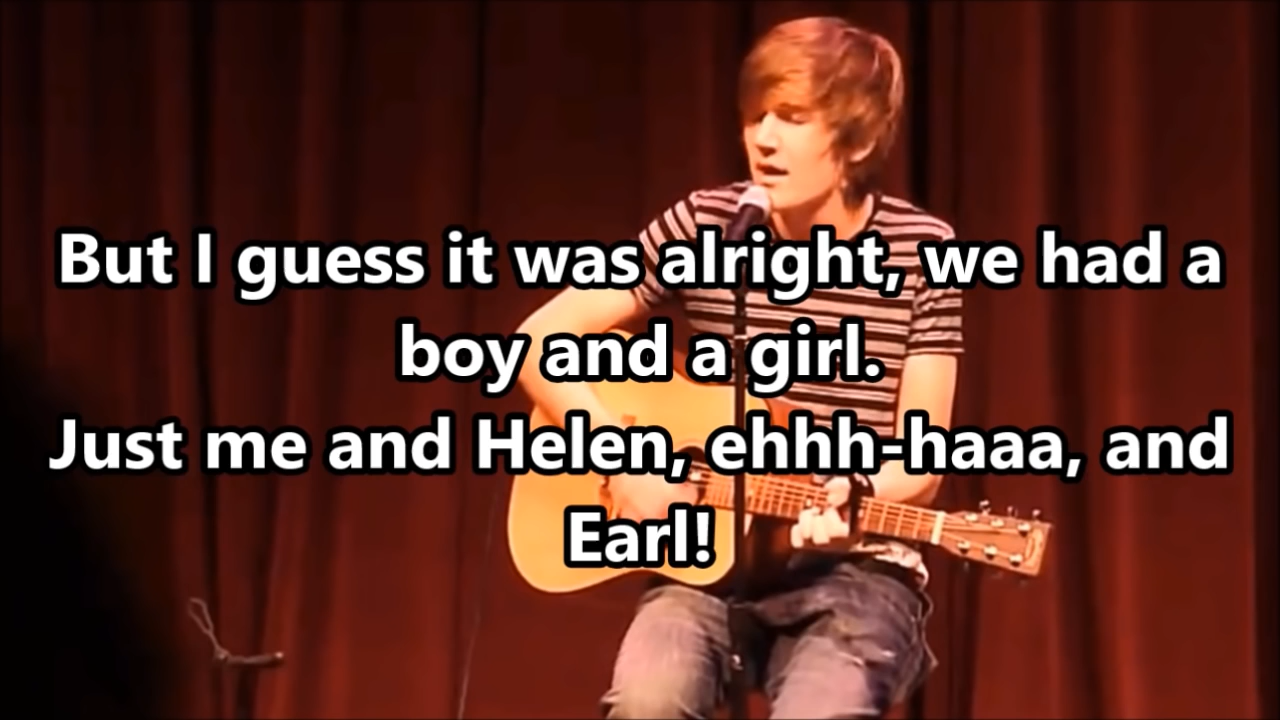 But I guess it was alright, we had a
boy and a girl.
Just me and Helen, ehhh-haaa, and
Earl!